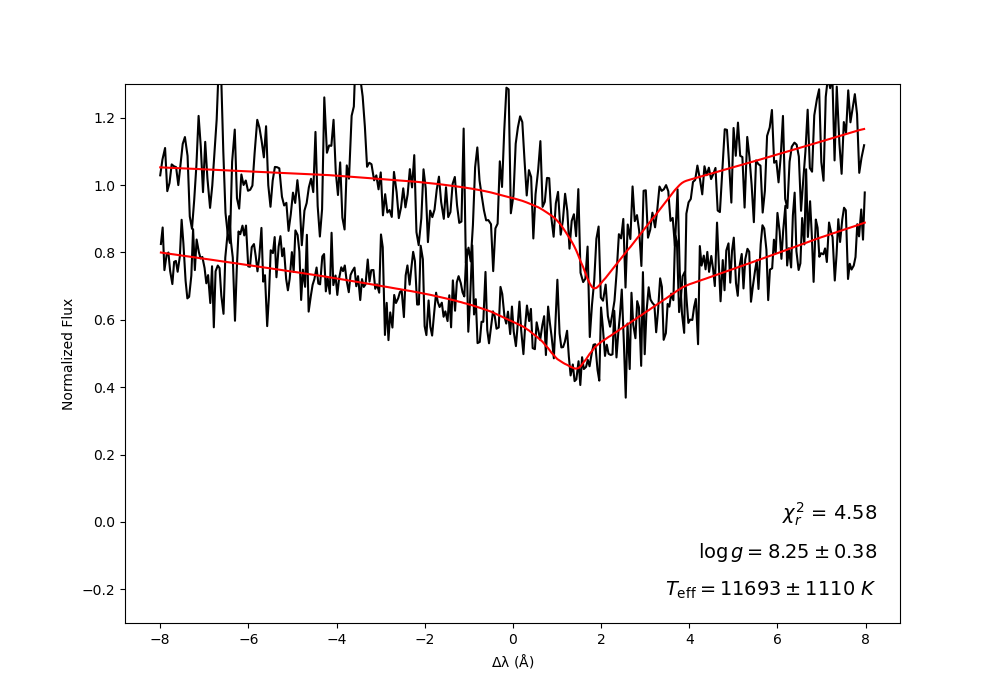 1.2
1.0
0.8
0.6
0.4
0.2
0.0
−0.2
Normalized Flux
χ²ᵣ = 4.58
log g = 8.25 ± 0.38
T_eff = 11693 ± 1110 K
−8 −6 −4 −2 0 2 4 6 8
Δλ (Å)